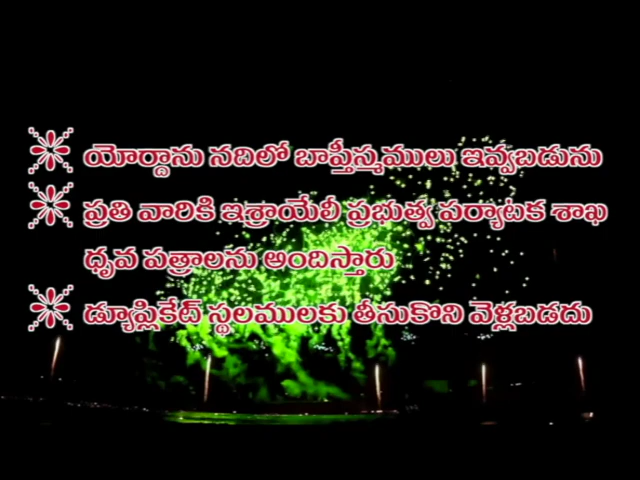 యోర్దాను నదిలో బాప్తీస్మములు ఇవ్వబడును
ప్రతి వారికి ఇశ్రాయేలీ ప్రభుత్వ పర్యాటక శాఖ
ధృవ పత్రాలను అందిస్తారు
డ్యూప్లికేట్ స్థలములకు తీసుకొని వెళ్లబడదు